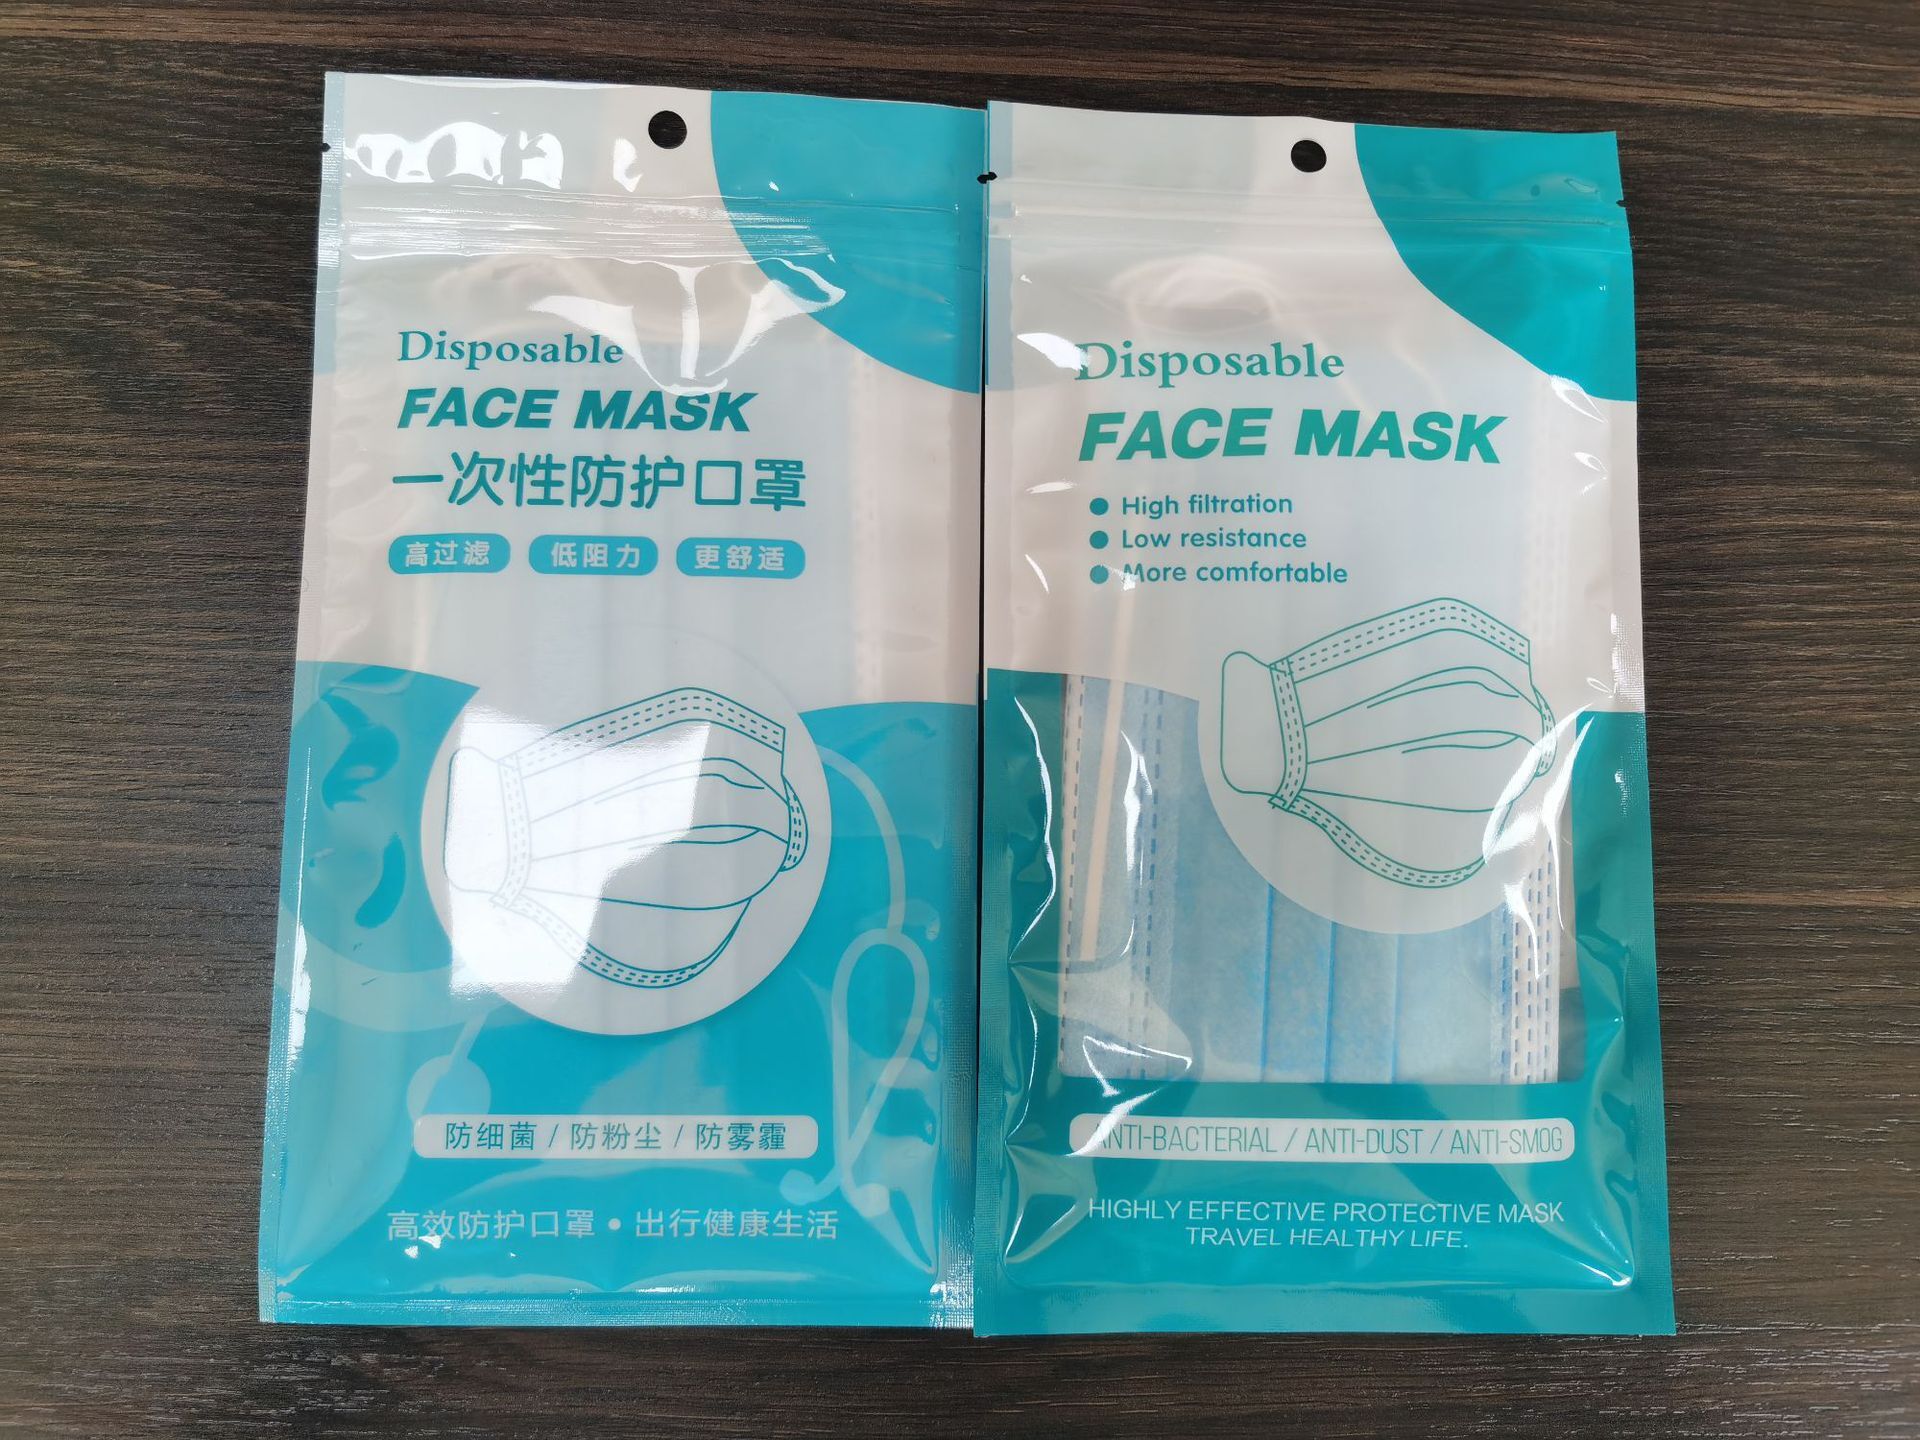 Disposable
FACE MASK
一次性防护口罩
高过滤 低阻力 更舒适
防细菌 / 防粉尘 / 防雾霾
高效防护口罩 • 出行健康生活
Disposable
FACE MASK
• High filtration
• Low resistance
• More comfortable
ANTI-BACTERIAL / ANTI-DUST / ANTI-SMOG
HIGHLY EFFECTIVE PROTECTIVE MASK
TRAVEL HEALTHY LIFE.